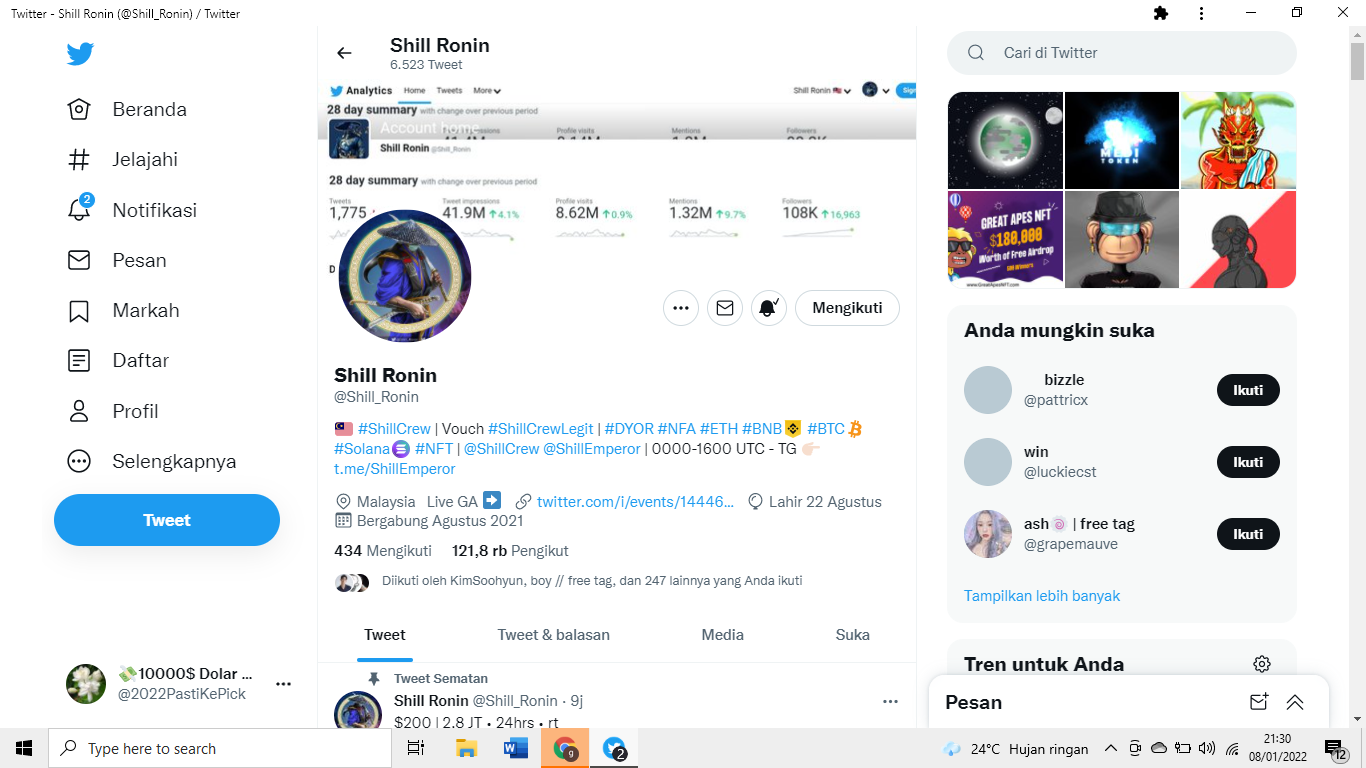 Twitter - Shill Ronin (@Shill_Ronin) / Twitter
Beranda
Jelajahi
2
Notifikasi
Pesan
Markah
Daftar
Profil
Selengkapnya
Tweet
💸10000$ Dolar ...
@2022PastiKePick
Shill Ronin
6.523 Tweet
Analytics Home Tweets More
Shill Ronin 🇲🇾
28 day summary with change over previous period
Account home
Profile visits Mentions Followers
Shill Ronin @Shill_Ronin
28 day summary with change over previous period
Tweets Tweet impressions Profile visits Mentions Followers
1,775 41.9M ↑4.1% 8.62M ↑0.9% 1.32M ↑9.7% 108K ↑16,963
Mengikuti
Shill Ronin
@Shill_Ronin
🇲🇾 #ShillCrew | Vouch #ShillCrewLegit | #DYOR #NFA #ETH #BNB #BTC
#Solana #NFT | @ShillCrew @ShillEmperor | 0000-1600 UTC - TG 👉🏻
t.me/ShillEmperor
Malaysia Live GA ➡️ twitter.com/i/events/14446... Lahir 22 Agustus
Bergabung Agustus 2021
434 Mengikuti 121,8 rb Pengikut
Diikuti oleh KimSoohyun, boy // free tag, dan 247 lainnya yang Anda ikuti
Tweet Tweet & balasan Media Suka
Tweet Sematan
Shill Ronin @Shill_Ronin · 9j
$200 | 2.8 JT • 24hrs • rt
Cari di Twitter
MEDI
TOKEN
GREAT APES NFT
$180,000
Worth of Free Airdrop
www.GreatApesNFT.com
Anda mungkin suka
bizzle
@pattricx
Ikuti
win
@luckiecst
Ikuti
ash🍥 | free tag
@grapemauve
Ikuti
Tampilkan lebih banyak
Tren untuk Anda
Pesan
Type here to search
2
24°C Hujan ringan
21:30
08/01/2022
12